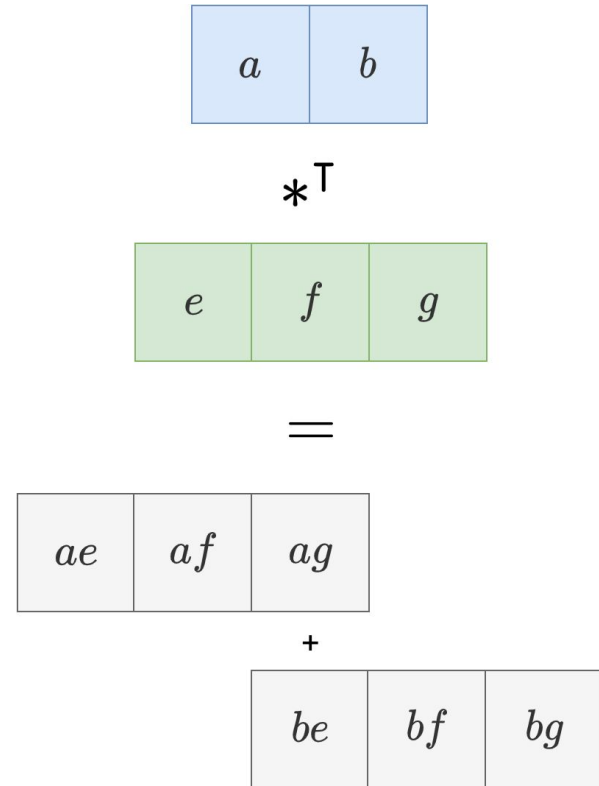 a b
*ᵀ
e f g
=
ae af ag
+
be bf bg